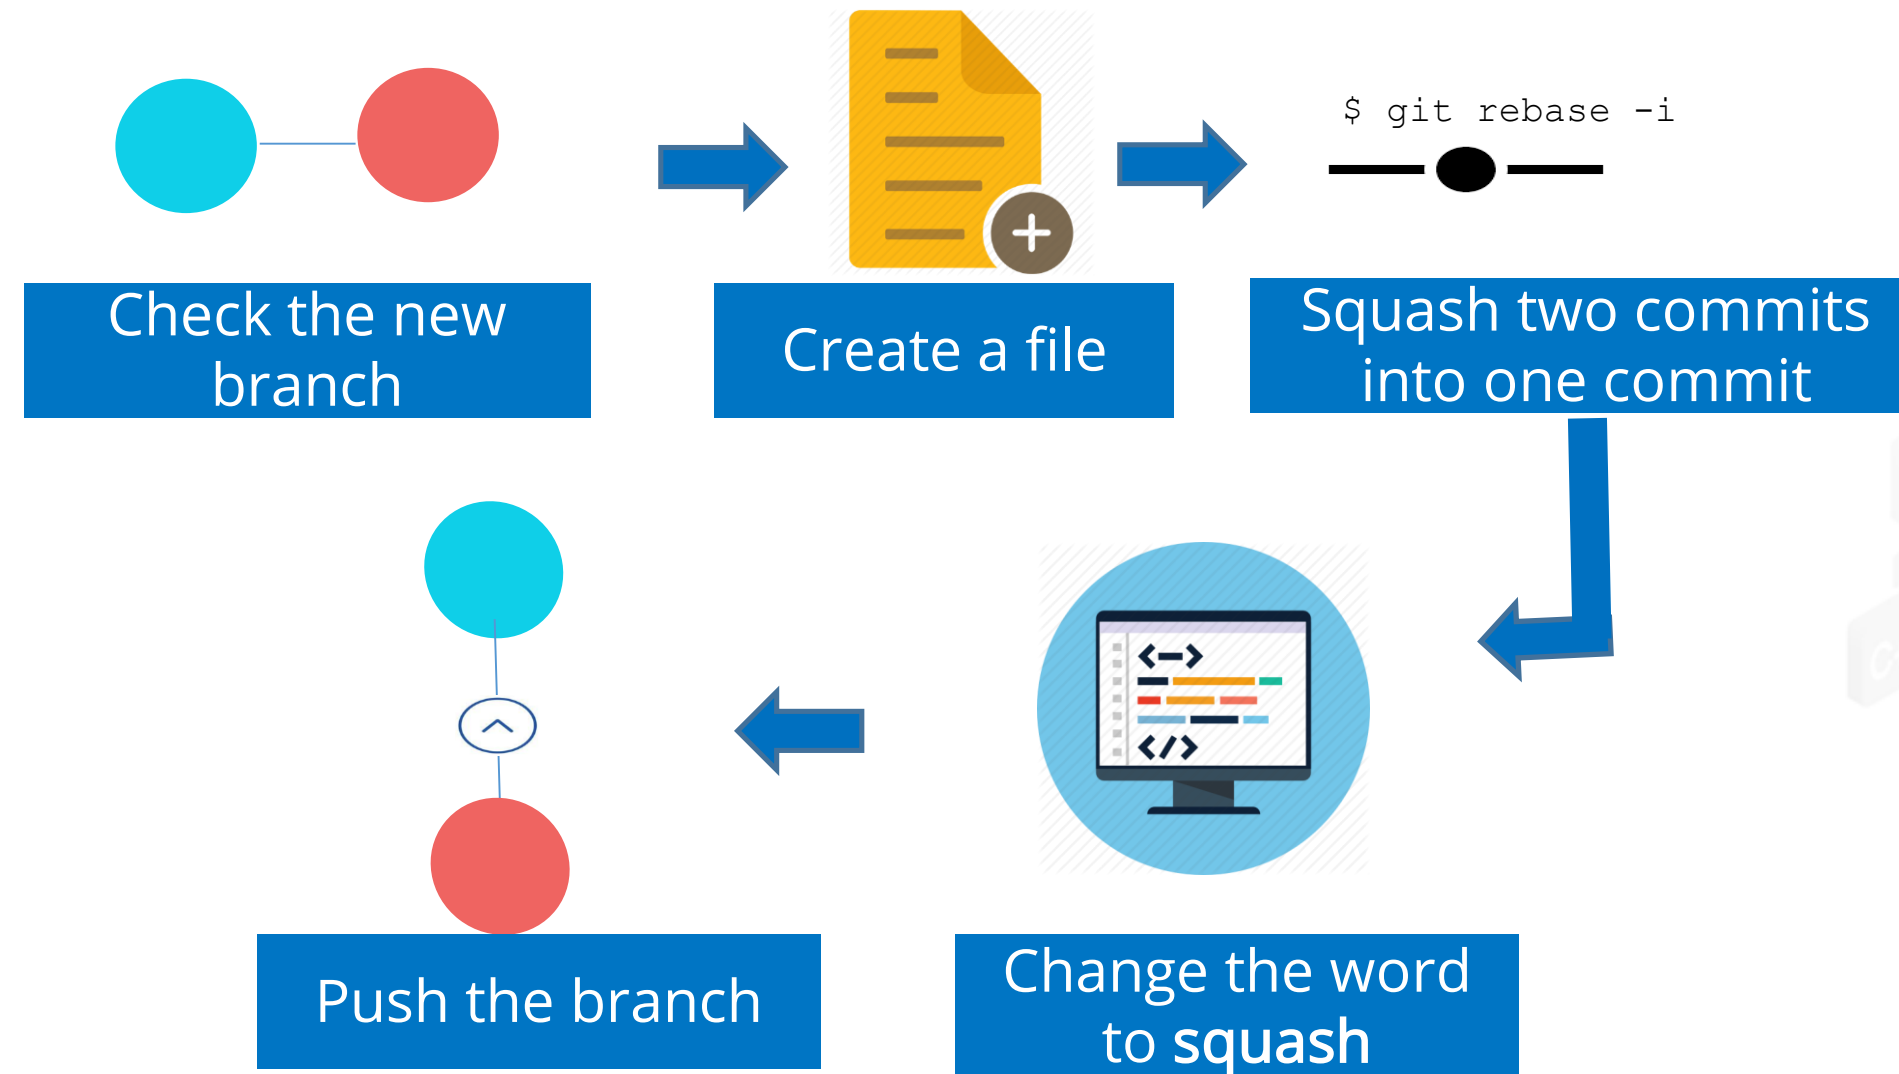 $ git rebase -i
Check the new
branch
Create a file
Squash two commits
into one commit
Change the word
to squash
Push the branch